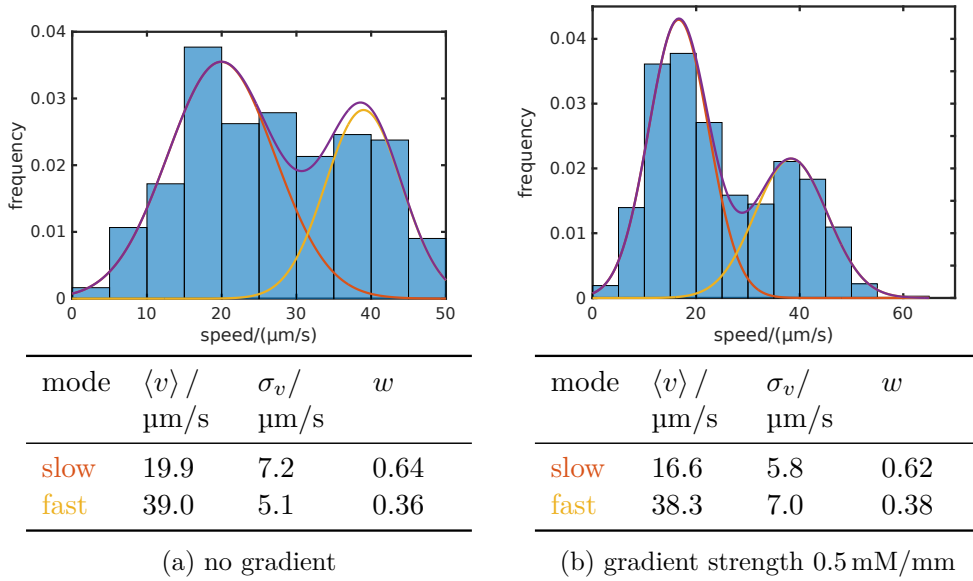 0.04
0.03
0.02
0.01
0
frequency
0 10 20 30 40 50
speed/(µm/s)
mode ⟨v⟩ / σᵥ/ w
µm/s µm/s
slow 19.9 7.2 0.64
fast 39.0 5.1 0.36
(a) no gradient
0.04
0.03
0.02
0.01
0
frequency
0 20 40 60
speed/(µm/s)
mode ⟨v⟩ / σᵥ/ w
µm/s µm/s
slow 16.6 5.8 0.62
fast 38.3 7.0 0.38
(b) gradient strength 0.5 mM/mm